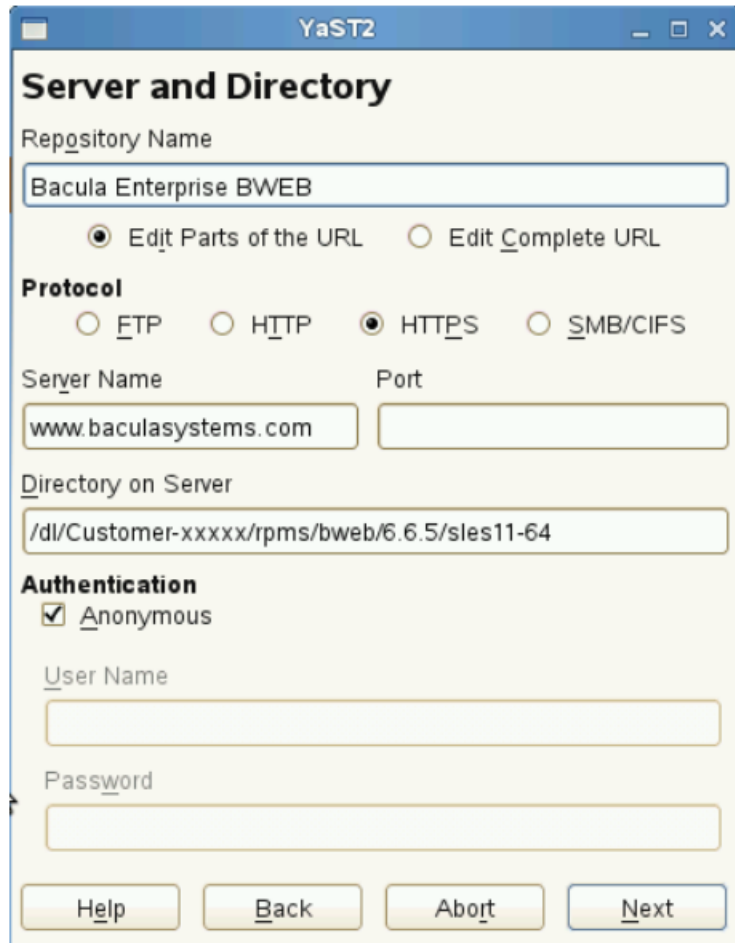 YaST2
Server and Directory
Repository Name
Bacula Enterprise BWEB
Edit Parts of the URL Edit Complete URL
Protocol
FTP HTTP HTTPS SMB/CIFS
Server Name Port
www.baculasystems.com
Directory on Server
/dl/Customer-xxxxx/rpms/bweb/6.6.5/sles11-64
Authentication
Anonymous
User Name
Password
Help Back Abort Next